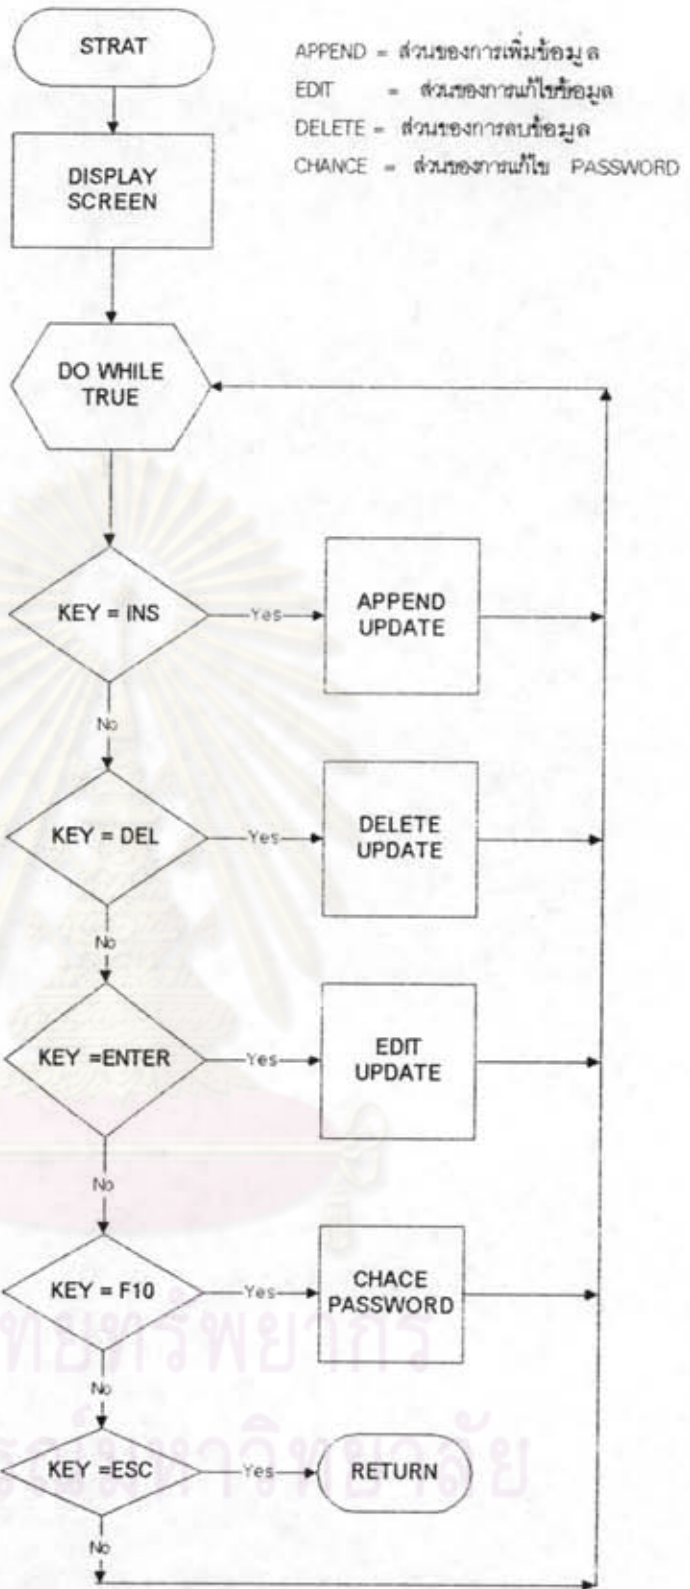 STRAT
APPEND = ส่วนของการเพิ่มข้อมูล
EDIT = ส่วนของการแก้ไขข้อมูล
DELETE = ส่วนของการลบข้อมูล
CHANCE = ส่วนของการแก้ไข PASSWORD
DISPLAY
SCREEN
DO WHILE
TRUE
KEY = INS
Yes
APPEND
UPDATE
No
KEY = DEL
Yes
DELETE
UPDATE
No
KEY =ENTER
Yes
EDIT
UPDATE
No
KEY = F10
Yes
CHACE
PASSWORD
No
KEY =ESC
Yes
RETURN
No